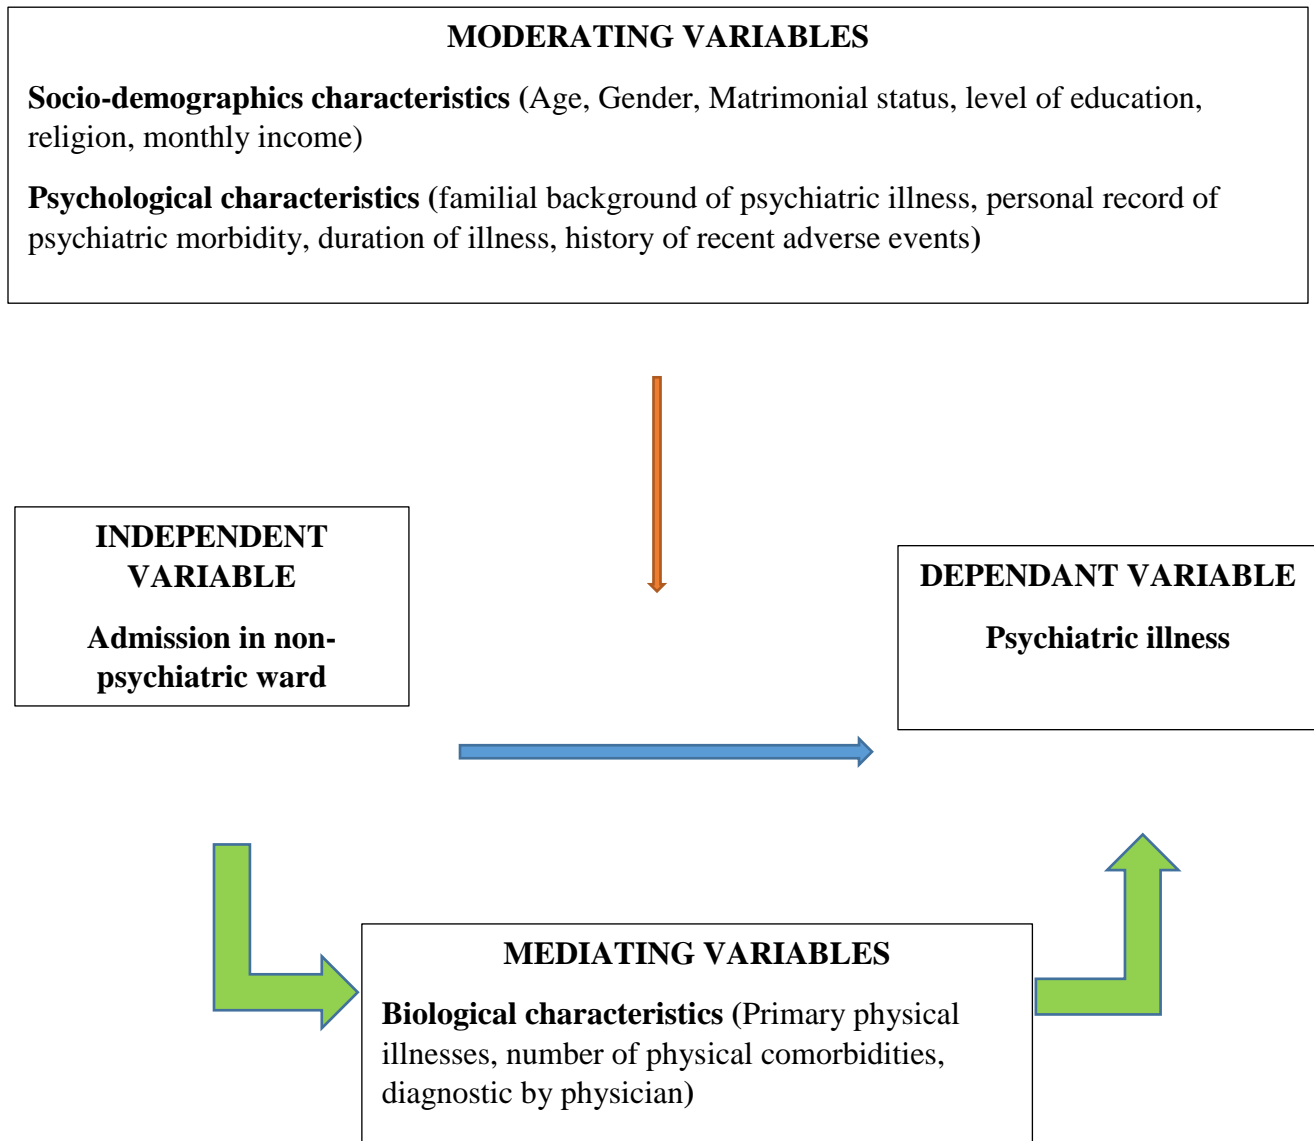 MODERATING VARIABLES
Socio-demographics characteristics (Age, Gender, Matrimonial status, level of education,
religion, monthly income)
Psychological characteristics (familial background of psychiatric illness, personal record of
psychiatric morbidity, duration of illness, history of recent adverse events)
INDEPENDENT
VARIABLE
Admission in non-
psychiatric ward
DEPENDANT VARIABLE
Psychiatric illness
MEDIATING VARIABLES
Biological characteristics (Primary physical
illnesses, number of physical comorbidities,
diagnostic by physician)